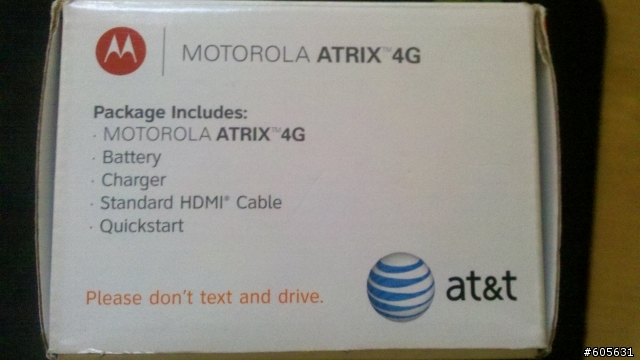 MOTOROLA ATRIX™ 4G
Package Includes:
· MOTOROLA ATRIX™ 4G
· Battery
· Charger
· Standard HDMI® Cable
· Quickstart
Please don't text and drive.
at&t
#605631